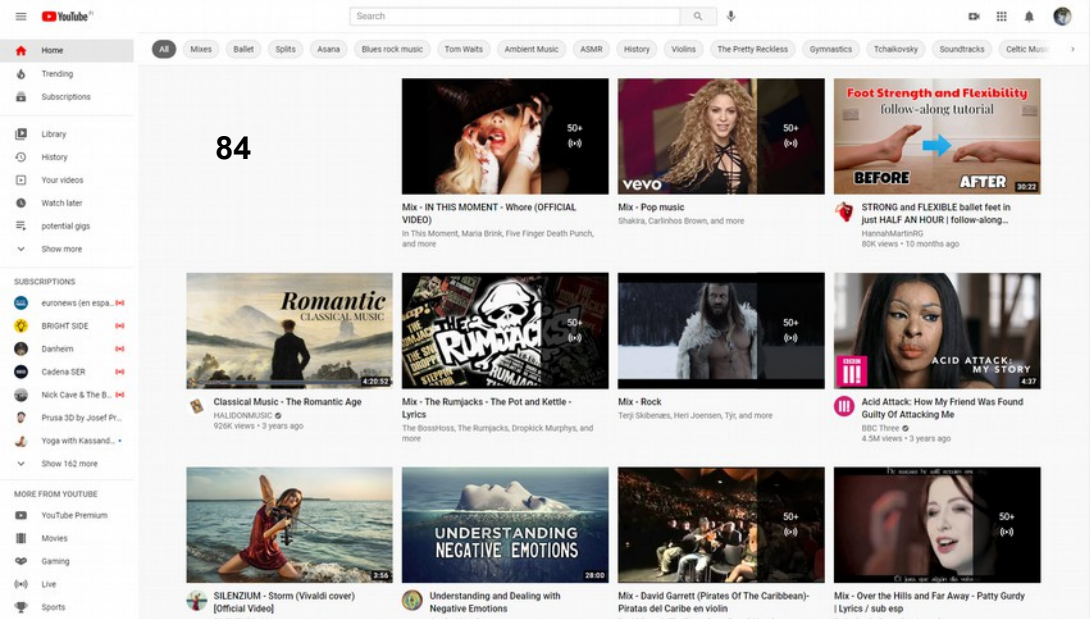 YouTube
Search
Home
Trending
Subscriptions
Library
History
Your videos
Watch later
potential gigs
Show more
SUBSCRIPTIONS
euronews (en espa...
BRIGHT SIDE
Danheim
Cadena SER
Nick Cave & The B...
Prusa 3D by Josef Pr...
Yoga with Kassand...
Show 162 more
MORE FROM YOUTUBE
YouTube Premium
Movies
Gaming
Live
Sports
All Mixes Ballet Splits Asana Blues rock music Tom Waits Ambient Music ASMR History Violins The Pretty Reckless Gymnastics Tchaikovsky Soundtracks Celtic Music
84
50+
Mix - IN THIS MOMENT - Whore (OFFICIAL
VIDEO)
In This Moment, Maria Brink, Five Finger Death Punch,
and more
50+
vevo
Mix - Pop music
Shakira, Carlinhos Brown, and more
Foot Strength and Flexibility
follow-along tutorial
BEFORE AFTER
30:22
STRONG and FLEXIBLE ballet feet in
just HALF AN HOUR | follow-along...
HannahMartinRG
80K views • 10 months ago
Romantic
CLASSICAL MUSIC
4:20:52
Classical Music - The Romantic Age
HALIDONMUSIC
926K views • 3 years ago
THE
RUMJACK
50+
Mix - The Rumjacks - The Pot and Kettle -
Lyrics
The BossHoss, The Rumjacks, Dropkick Murphys, and
more
50+
Mix - Rock
Terji Skibenæs, Heri Joensen, Týr, and more
BBC
THREE
ACID ATTACK:
MY STORY
4:37
Acid Attack: How My Friend Was Found
Guilty Of Attacking Me
BBC Three
4.5M views • 3 years ago
3:56
SILENZIUM - Storm (Vivaldi cover)
[Official Video]
UNDERSTANDING
NEGATIVE EMOTIONS
28:00
Understanding and Dealing with
Negative Emotions
50+
Mix - David Garrett (Pirates Of The Caribbean)-
Piratas del Caribe en violin
50+
Mix - Over the Hills and Far Away - Patty Gurdy
| Lyrics / sub esp